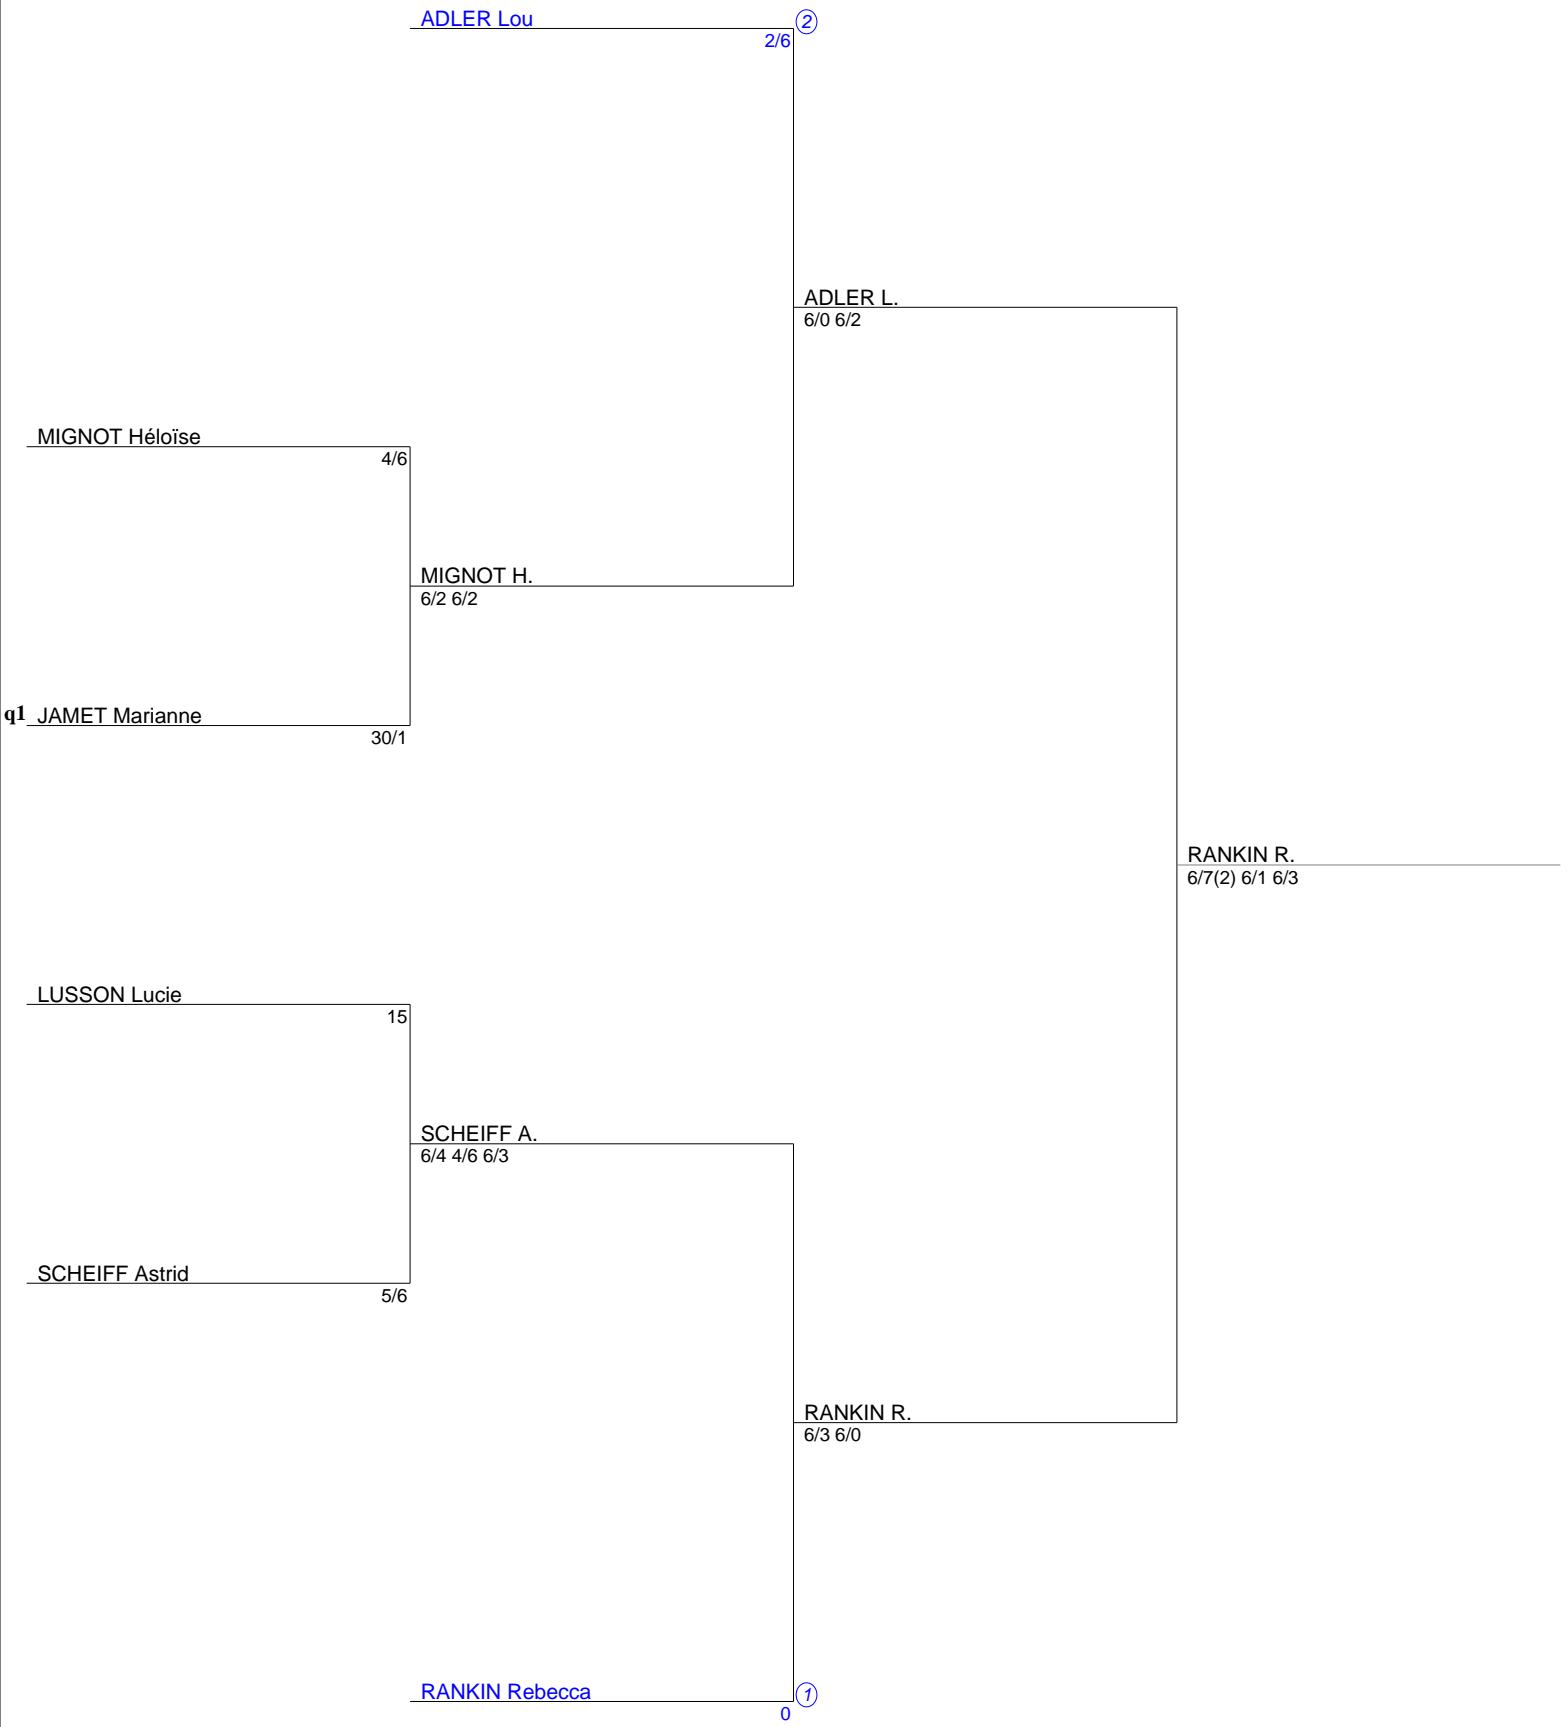 ADLER Lou
2
2/6
ADLER L.
6/0 6/2
MIGNOT Héloïse
4/6
MIGNOT H.
6/2 6/2
q1 JAMET Marianne
30/1
RANKIN R.
6/7(2) 6/1 6/3
LUSSON Lucie
15
SCHEIFF A.
6/4 4/6 6/3
SCHEIFF Astrid
5/6
RANKIN R.
6/3 6/0
RANKIN Rebecca
1
0